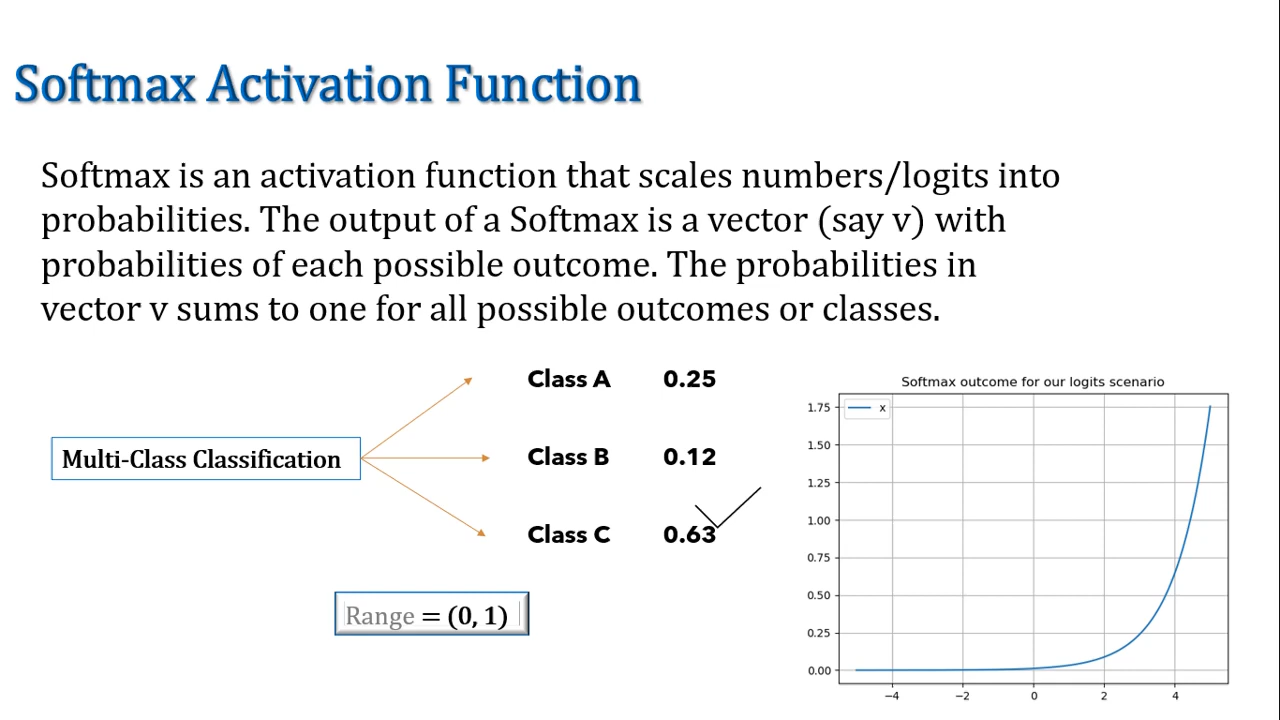 Softmax Activation Function
Softmax is an activation function that scales numbers/logits into
probabilities. The output of a Softmax is a vector (say v) with
probabilities of each possible outcome. The probabilities in
vector v sums to one for all possible outcomes or classes.
Multi-Class Classification
Class A 0.25
Class B 0.12
Class C 0.63
Range = (0, 1)
Softmax outcome for our logits scenario
x
1.75
1.50
1.25
1.00
0.75
0.50
0.25
0.00
−4 −2 0 2 4